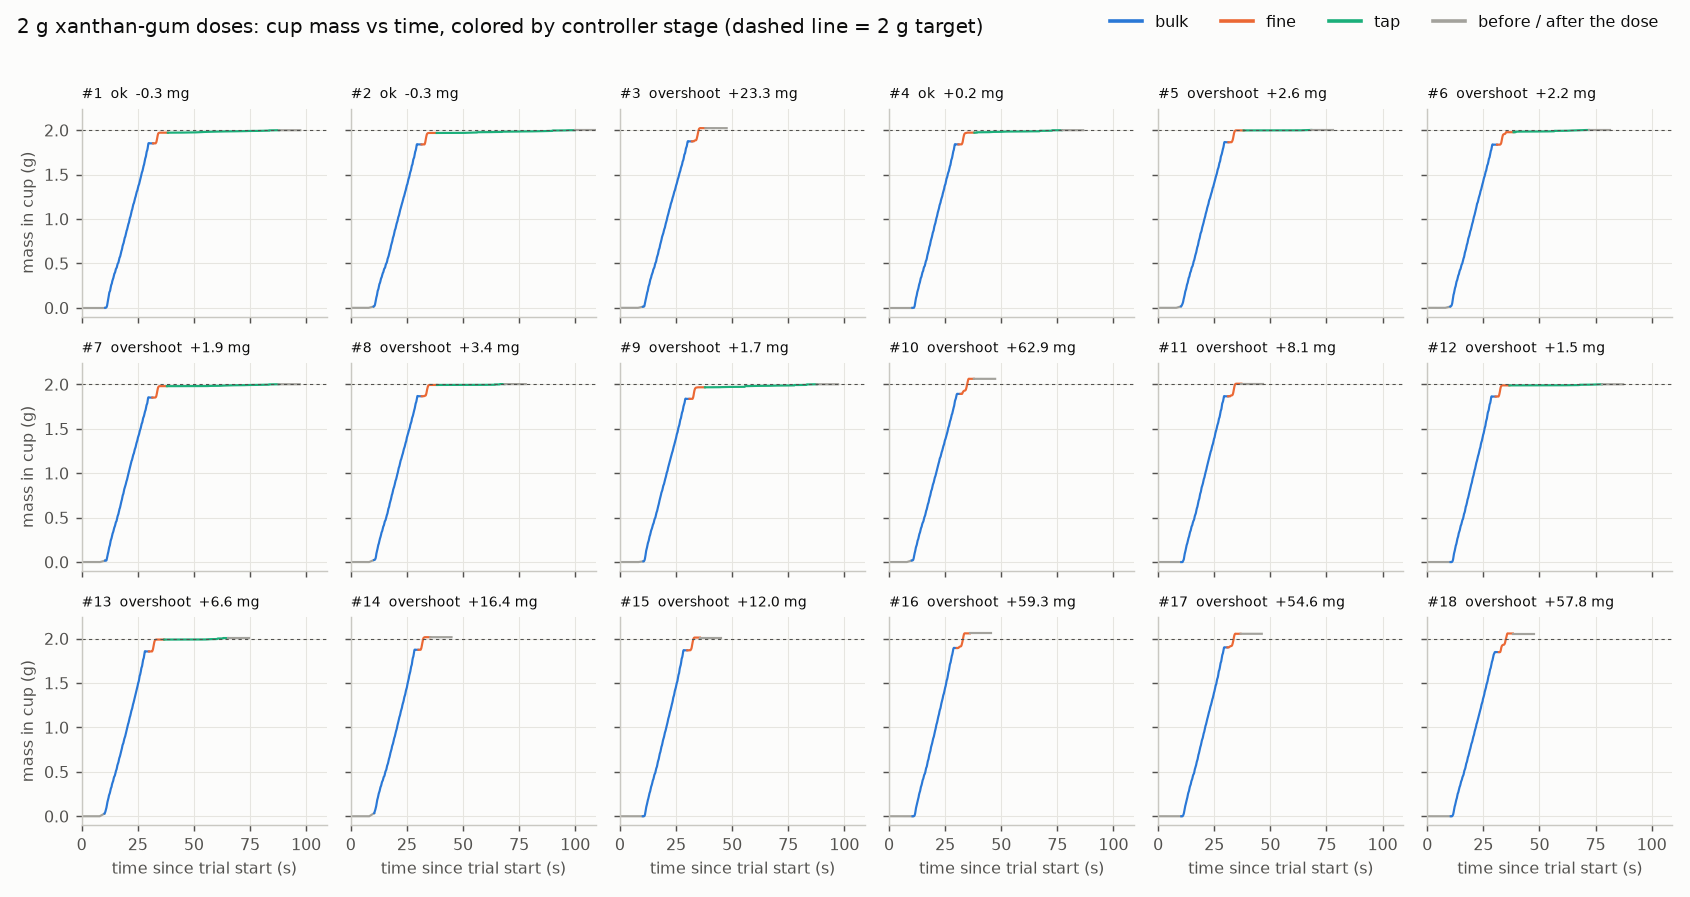 2 g xanthan-gum doses: cup mass vs time, colored by controller stage (dashed line = 2 g target)
bulk fine tap before / after the dose
#1 ok -0.3 mg
#2 ok -0.3 mg
#3 overshoot +23.3 mg
#4 ok +0.2 mg
#5 overshoot +2.6 mg
#6 overshoot +2.2 mg
mass in cup (g)
2.0
1.5
1.0
0.5
0.0
#7 overshoot +1.9 mg
#8 overshoot +3.4 mg
#9 overshoot +1.7 mg
#10 overshoot +62.9 mg
#11 overshoot +8.1 mg
#12 overshoot +1.5 mg
mass in cup (g)
2.0
1.5
1.0
0.5
0.0
#13 overshoot +6.6 mg
#14 overshoot +16.4 mg
#15 overshoot +12.0 mg
#16 overshoot +59.3 mg
#17 overshoot +54.6 mg
#18 overshoot +57.8 mg
mass in cup (g)
2.0
1.5
1.0
0.5
0.0
0 25 50 75 100
0 25 50 75 100
0 25 50 75 100
0 25 50 75 100
0 25 50 75 100
0 25 50 75 100
time since trial start (s)
time since trial start (s)
time since trial start (s)
time since trial start (s)
time since trial start (s)
time since trial start (s)